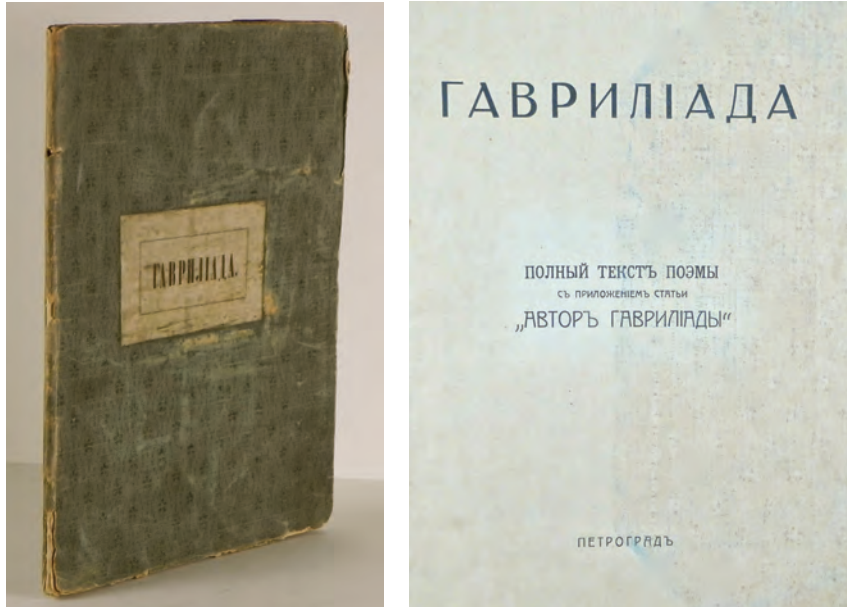 ГАВРИЛІАДА.
ГАВРИЛІАДА
ПОЛНЫЙ ТЕКСТЪ ПОЭМЫ
СЪ ПРИЛОЖЕНІЕМЪ СТАТЬИ
„АВТОРЪ ГАВРИЛІАДЫ“
ПЕТРОГРАДЪ